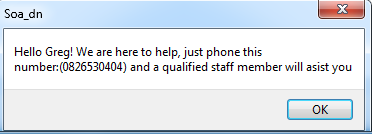 Soa_dn
Hello Greg! We are here to help, just phone this
number:(0826530404) and a qualified staff member will asist you
OK